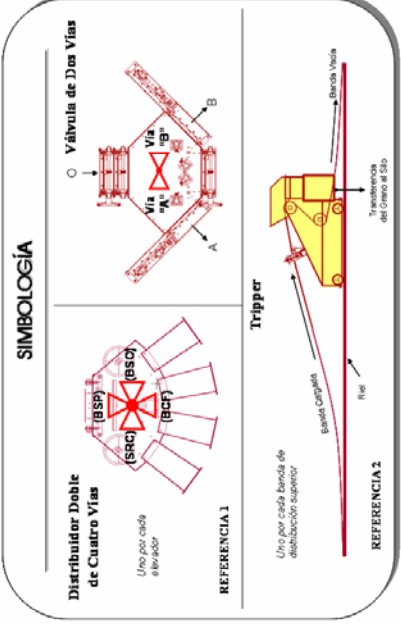 SIMBOLOGÍA
Distribuidor Doble
de Cuatro Vías
Uno por cada
elevador
(BSP)
(SRC)
(BSC)
(BCF)
REFERENCIA 1
Válvula de Dos Vías
O
Vía
"A"
Vía
"B"
A
B
Tripper
Uno por cada banda de
distribución superior
Banda Cargada
Banda Vacía
Riel
Transferencia
del Grano al Silo
REFERENCIA 2